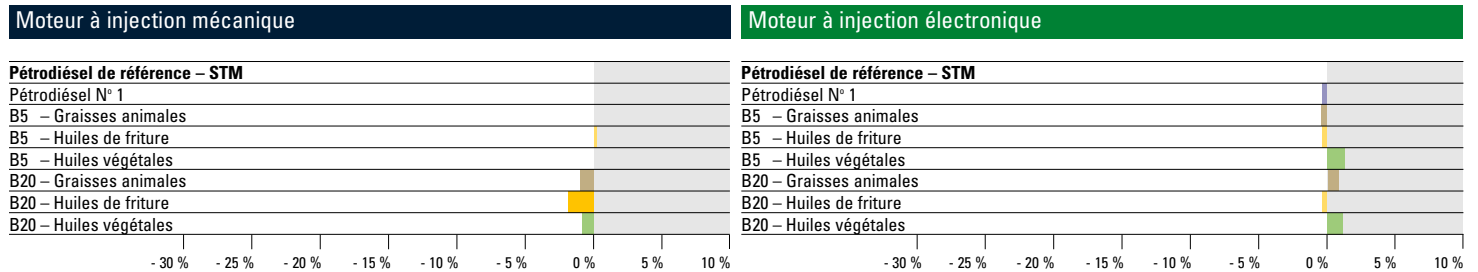 Moteur à injection mécanique
Pétrodiésel de référence – STM
Pétrodiésel Nº 1
B5 – Graisses animales
B5 – Huiles de friture
B5 – Huiles végétales
B20 – Graisses animales
B20 – Huiles de friture
B20 – Huiles végétales
- 30 % - 25 % - 20 % - 15 % - 10 % - 5 % 0 % 5 % 10 %
Moteur à injection électronique
Pétrodiésel de référence – STM
Pétrodiésel Nº 1
B5 – Graisses animales
B5 – Huiles de friture
B5 – Huiles végétales
B20 – Graisses animales
B20 – Huiles de friture
B20 – Huiles végétales
- 30 % - 25 % - 20 % - 15 % - 10 % - 5 % 0 % 5 % 10 %